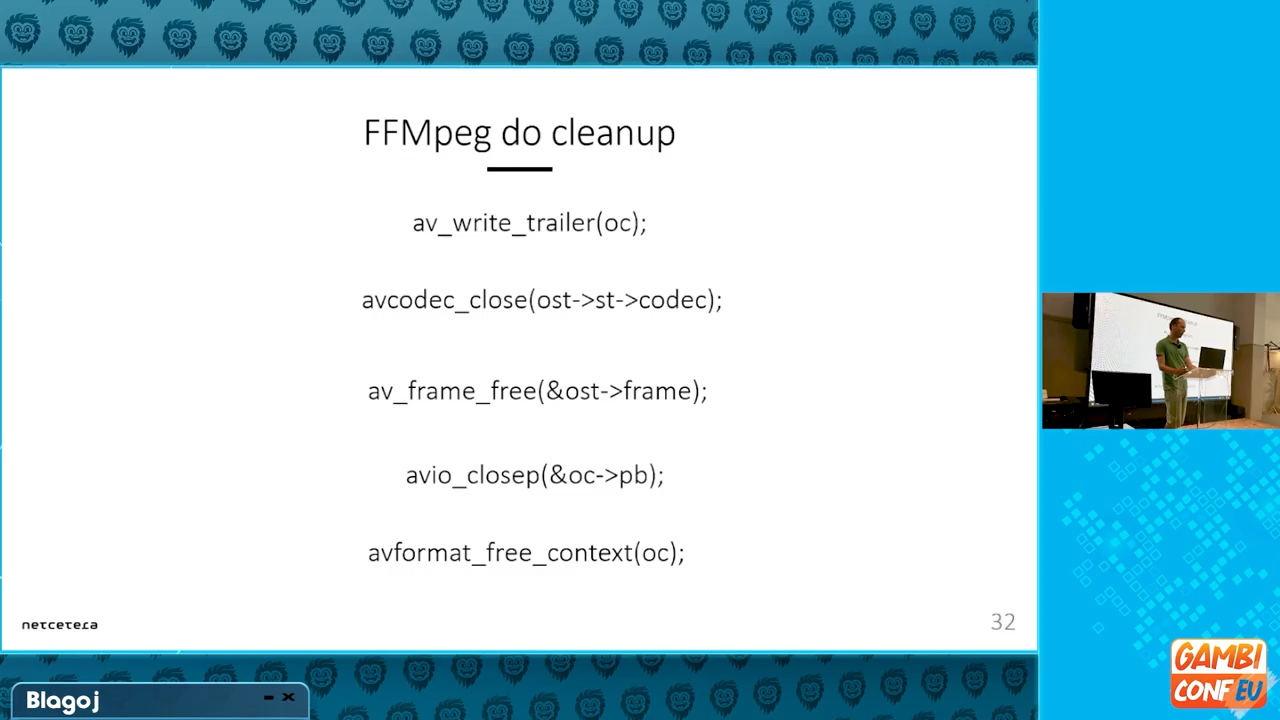 FFMpeg do cleanup
av_write_trailer(oc);
avcodec_close(ost->st->codec);
av_frame_free(&ost->frame);
avio_closep(&oc->pb);
avformat_free_context(oc);
netcetera
32
Blagoj
GAMBI
CONF EU